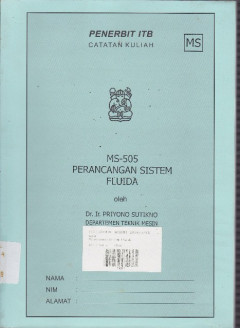 PENERBIT ITB
CATATAN KULIAH
MS
MS-505
PERANCANGAN SISTEM
FLUIDA
oleh
Dr. Ir. PRIYONO SUTIKNO
DEPARTEMEN TEKNIK MESIN
NAMA :
NIM :
ALAMAT :